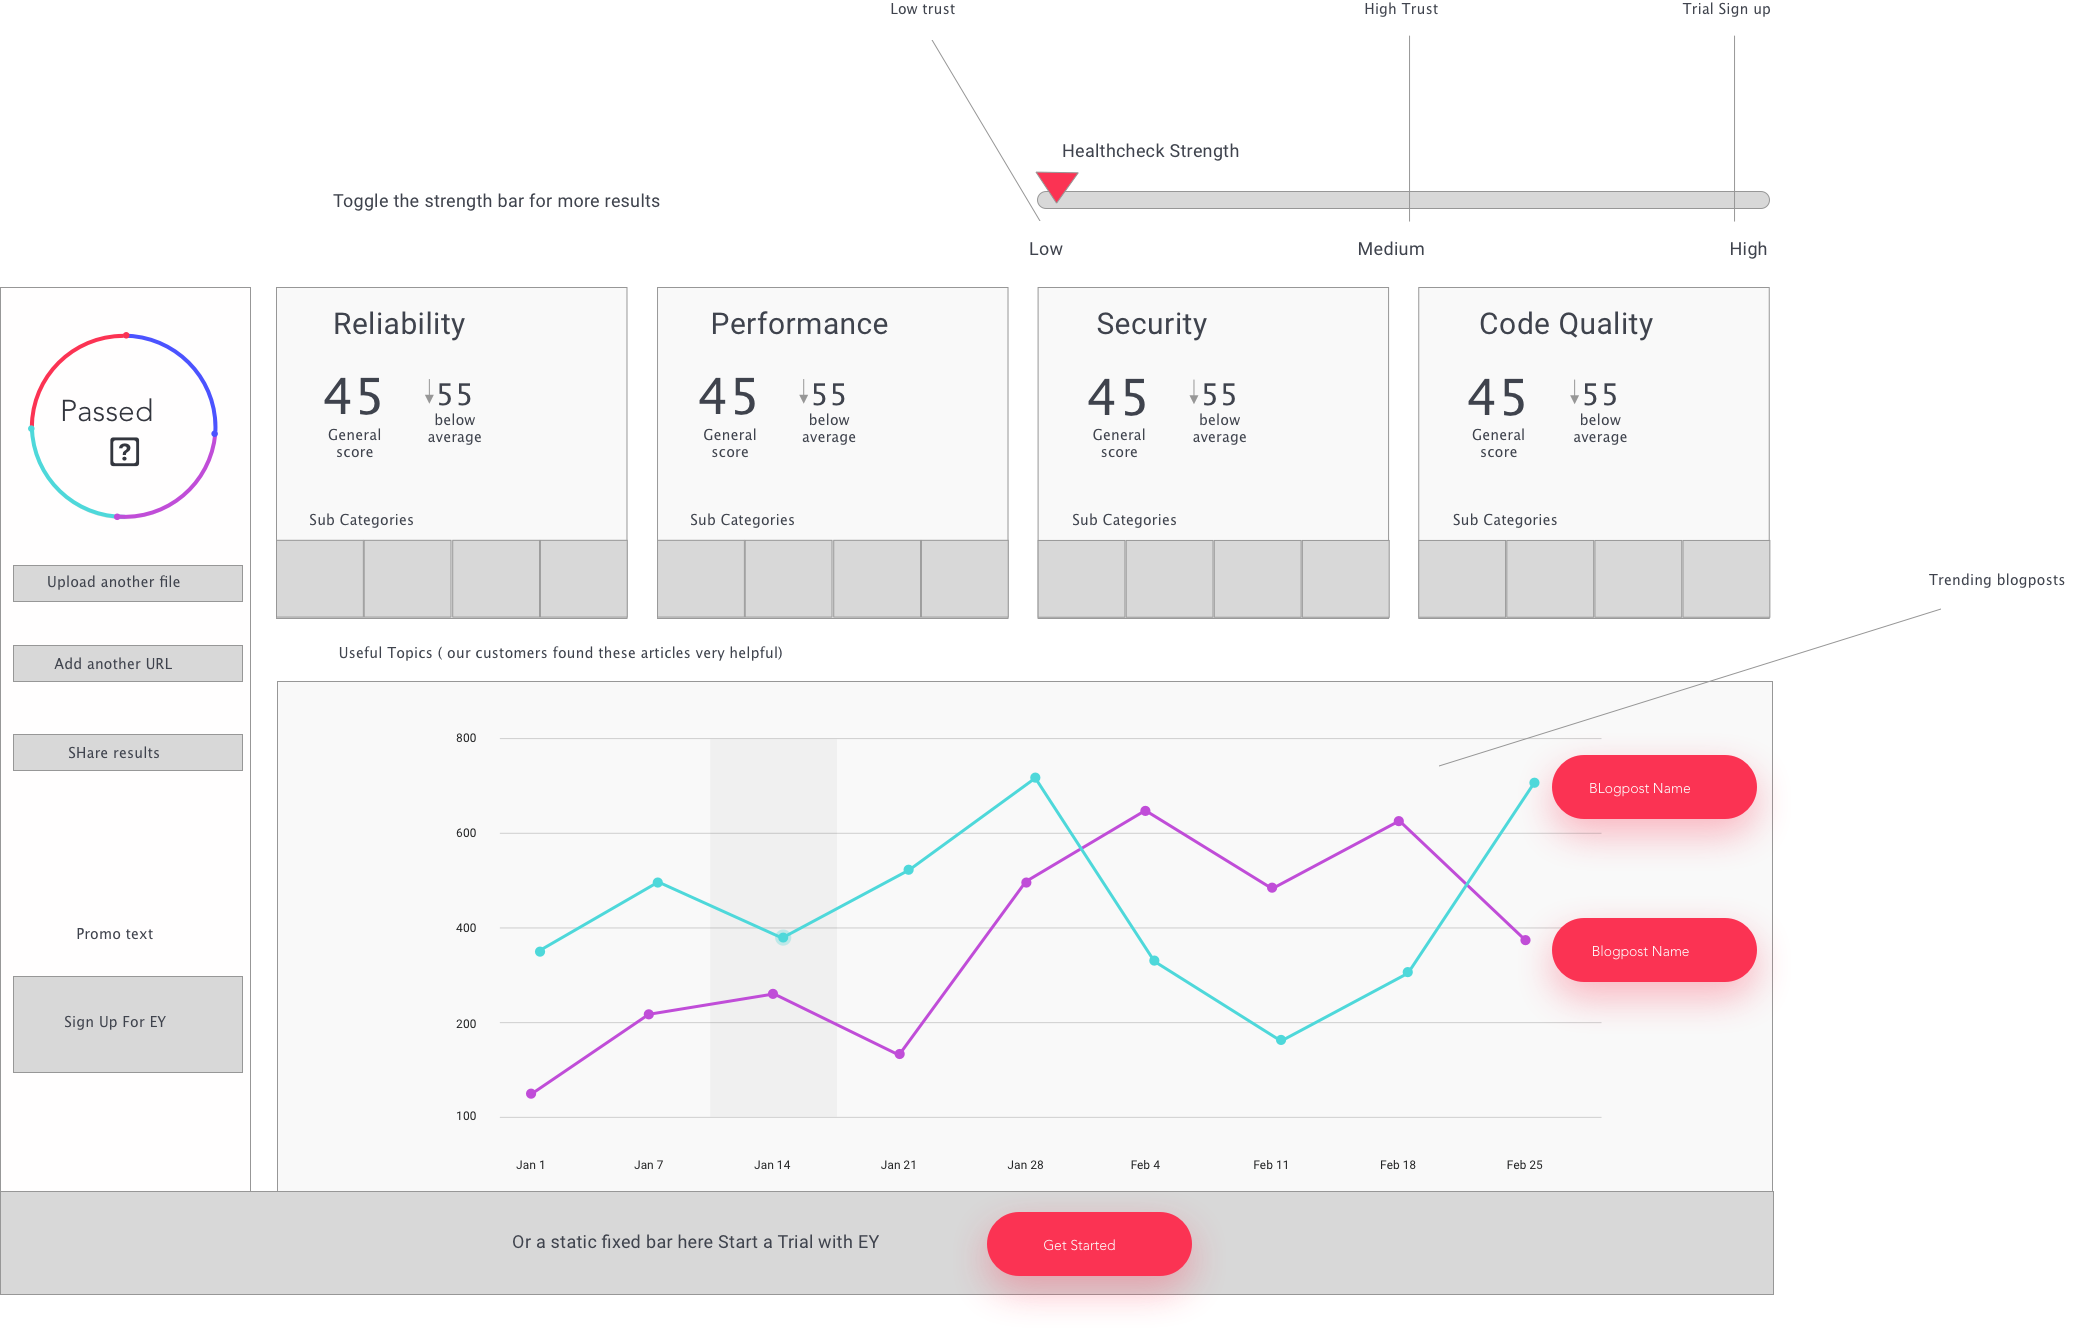 Low trust
High Trust
Trial Sign up
Healthcheck Strength
Toggle the strength bar for more results
Low
Medium
High
Passed
?
Upload another file
Add another URL
SHare results
Promo text
Sign Up For EY
Reliability
45
55
General
score
below
average
Sub Categories
Performance
45
55
General
score
below
average
Sub Categories
Security
45
55
General
score
below
average
Sub Categories
Code Quality
45
55
General
score
below
average
Sub Categories
Trending blogposts
Useful Topics ( our customers found these articles very helpful)
800
600
400
200
100
Jan 1
Jan 7
Jan 14
Jan 21
Jan 28
Feb 4
Feb 11
Feb 18
Feb 25
BLogpost Name
Blogpost Name
Or a static fixed bar here Start a Trial with EY
Get Started